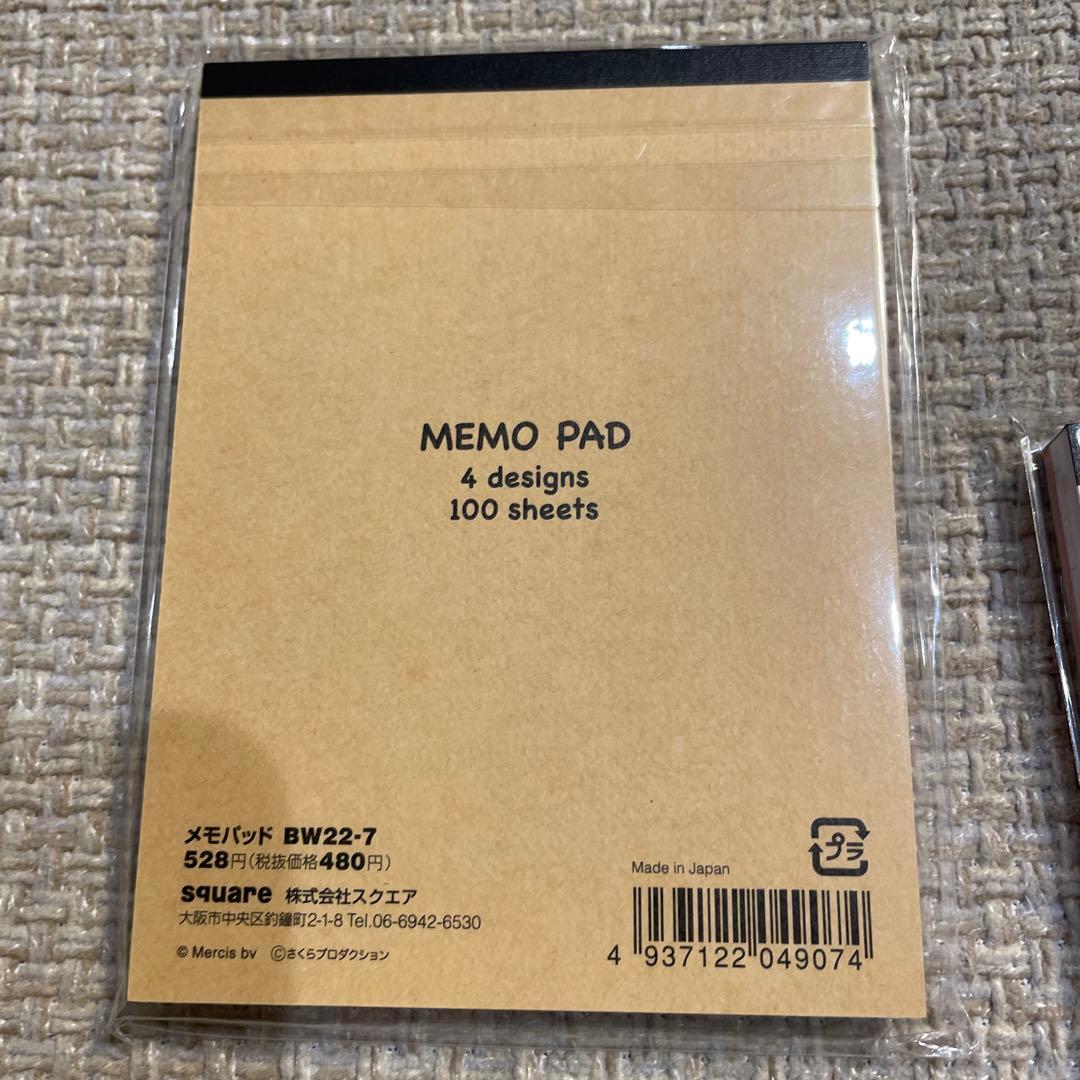 MEMO PAD
4 designs
100 sheets
メモパッド BW22-7
528円(税抜価格480円)
square 株式会社スクエア
大阪市中央区釣鐘町2-1-8 Tel.06-6942-6530
© Mercis bv Ⓒさくらプロダクション
プラ
Made in Japan
4 937122 049074